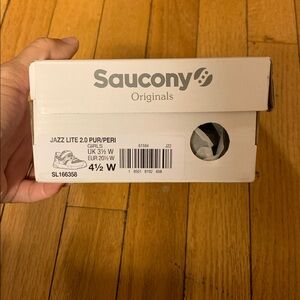 Saucony
Originals
JAZZ LITE 2.0 PUR/PERI
GIRLS
UK 3½ W
EUR 20½ W
4½ W
SL166358